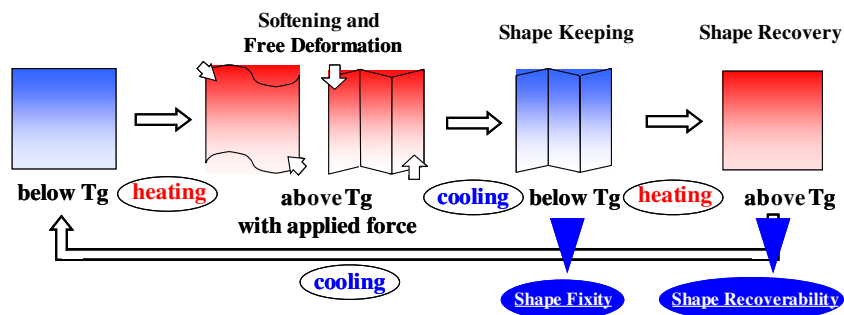 Softening and
Free Deformation
Shape Keeping
Shape Recovery
below Tg
heating
above Tg
with applied force
cooling
below Tg
heating
above Tg
cooling
Shape Fixity
Shape Recoverability